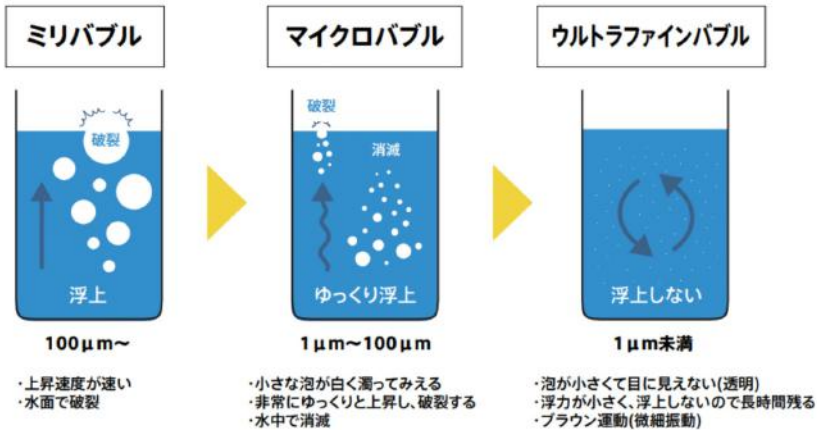 ミリバブル
破裂
浮上
100μm〜
・上昇速度が速い
・水面で破裂
マイクロバブル
破裂
消滅
ゆっくり浮上
1μm〜100μm
・小さな泡が白く濁ってみえる
・非常にゆっくりと上昇し、破裂する
・水中で消滅
ウルトラファインバブル
浮上しない
1μm未満
・泡が小さくて目に見えない(透明)
・浮力が小さく、浮上しないので長時間残る
・ブラウン運動(微細振動)